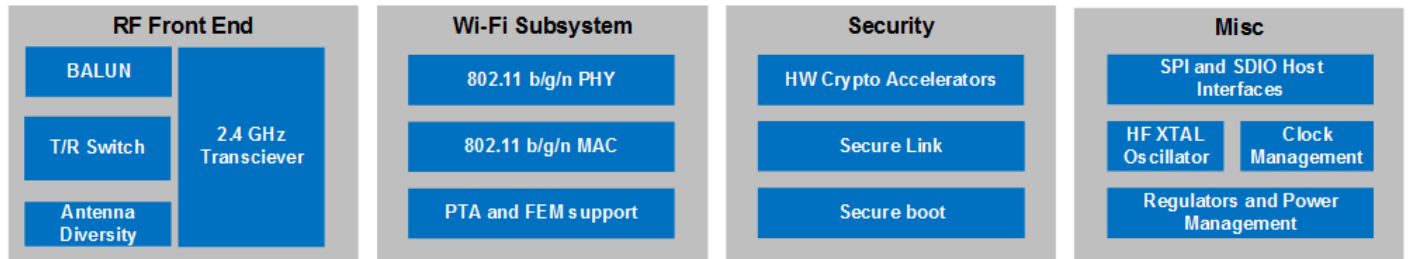 RF Front End
BALUN
T/R Switch
Antenna
Diversity
2.4 GHz
Transciever
Wi-Fi Subsystem
802.11 b/g/n PHY
802.11 b/g/n MAC
PTA and FEM support
Security
HW Crypto Accelerators
Secure Link
Secure boot
Misc
SPI and SDIO Host
Interfaces
HF XTAL
Oscillator
Clock
Management
Regulators and Power
Management